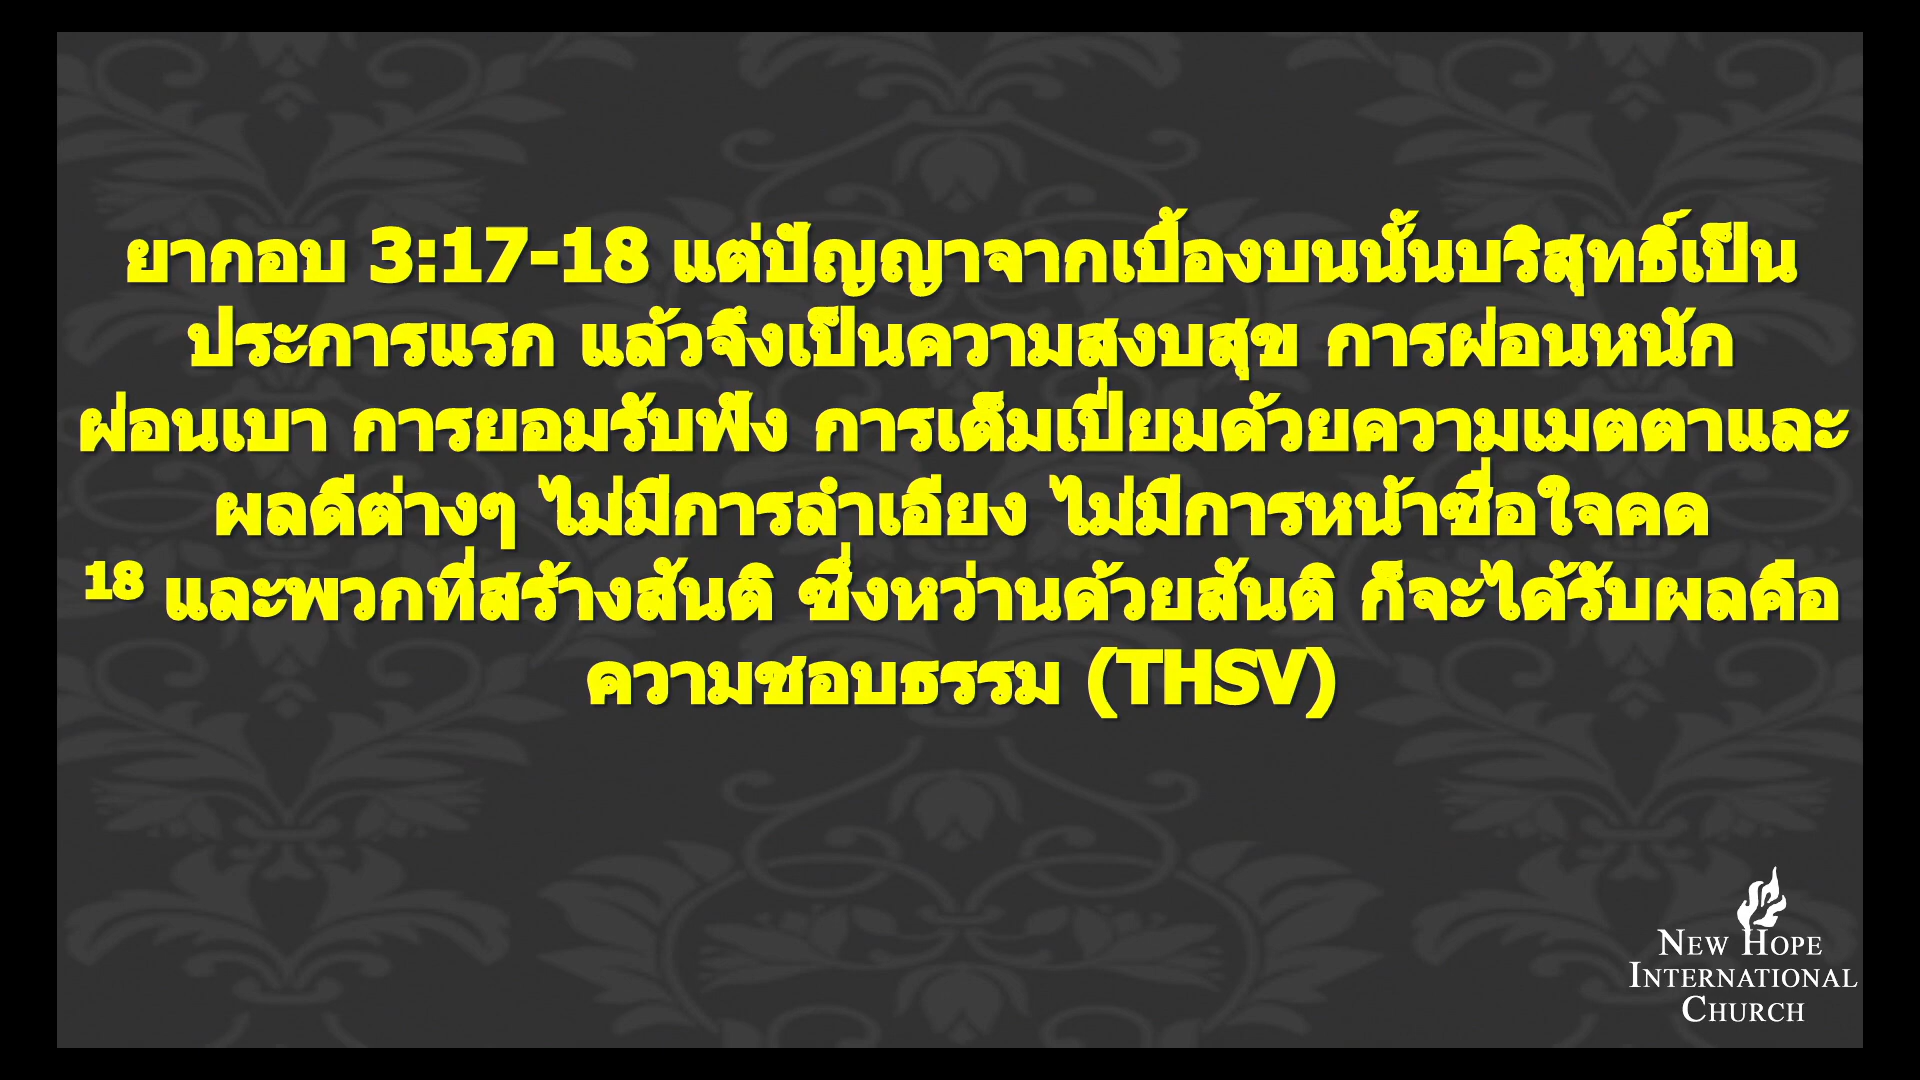 ยากอบ 3:17-18 แต่ปัญญาจากเบื้องบนนั้นบริสุทธิ์เป็น
ประการแรก แล้วจึงเป็นความสงบสุข การผ่อนหนัก
ผ่อนเบา การยอมรับฟัง การเต็มเปี่ยมด้วยความเมตตาและ
ผลดีต่างๆ ไม่มีการลำเอียง ไม่มีการหน้าซื่อใจคด
18 และพวกที่สร้างสันติ ซึ่งหว่านด้วยสันติ ก็จะได้รับผลคือ
ความชอบธรรม (THSV)
NEW HOPE
INTERNATIONAL
CHURCH